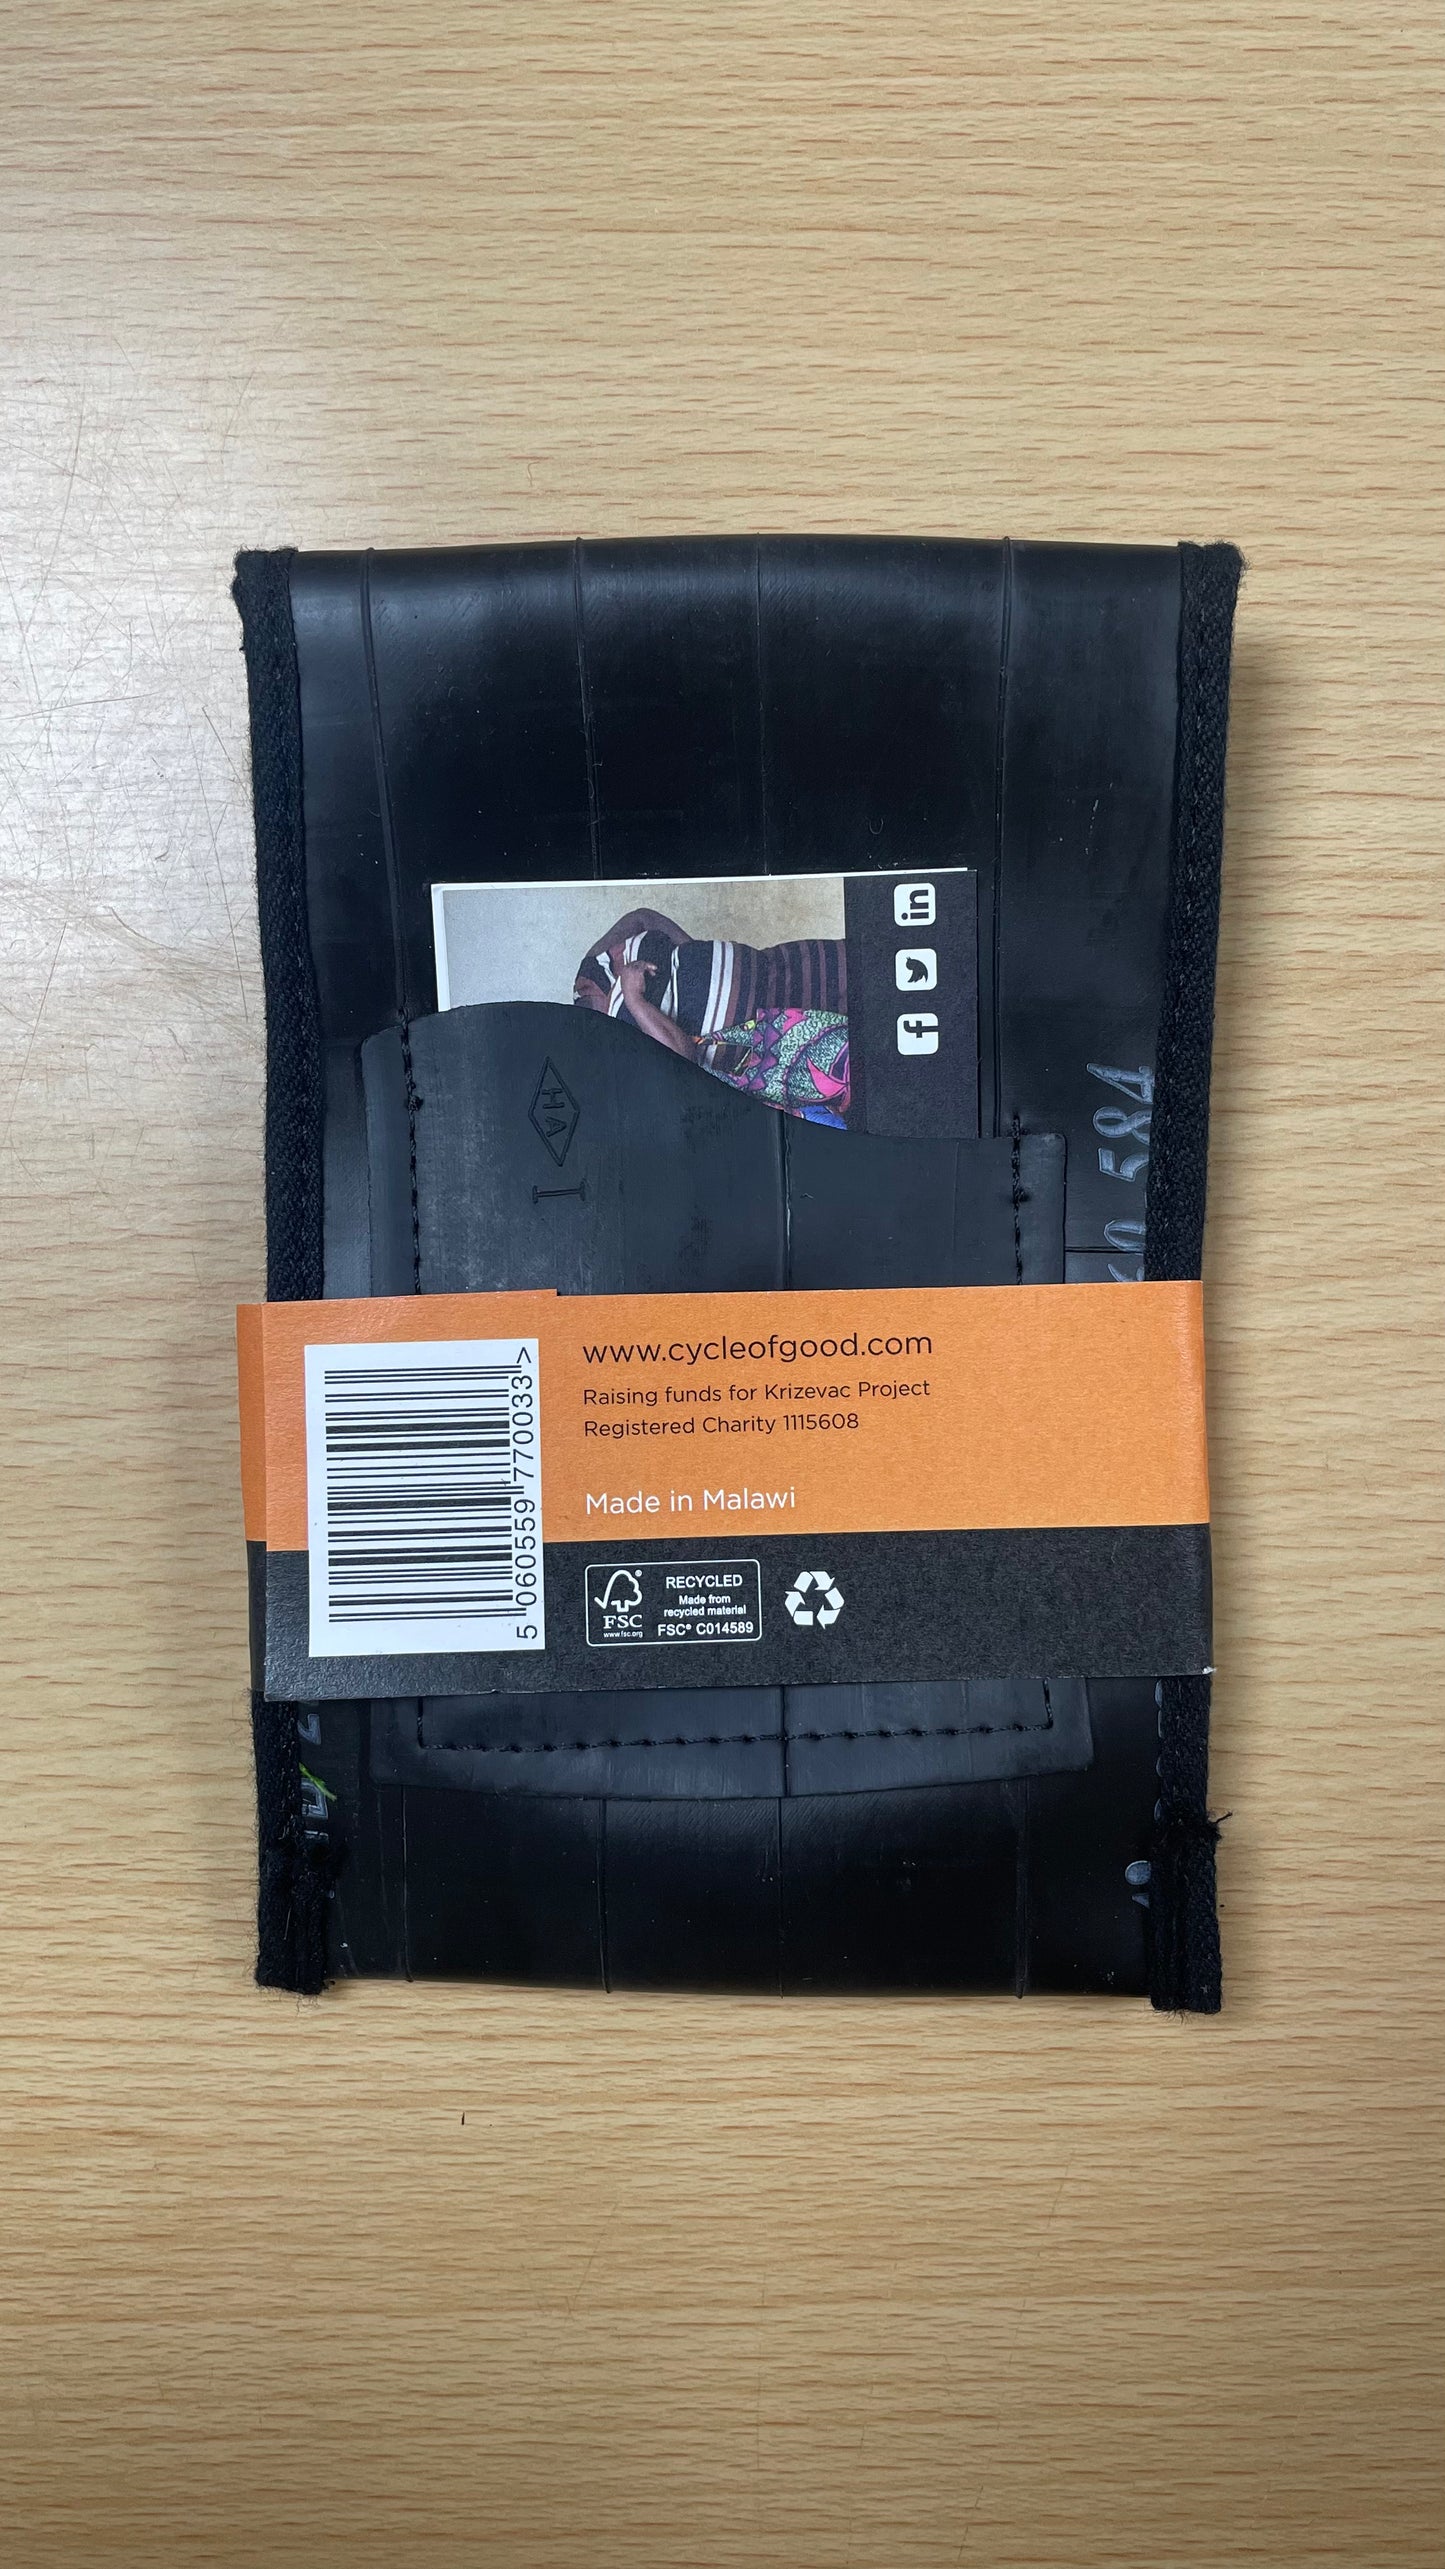 in
f
HA
I
584
www.cycleofgood.com
Raising funds for Krizevac Project
Registered Charity 1115608
Made in Malawi
5 060559 770033 >
FSC
www.fsc.org
RECYCLED
Made from
recycled material
FSC® C014589